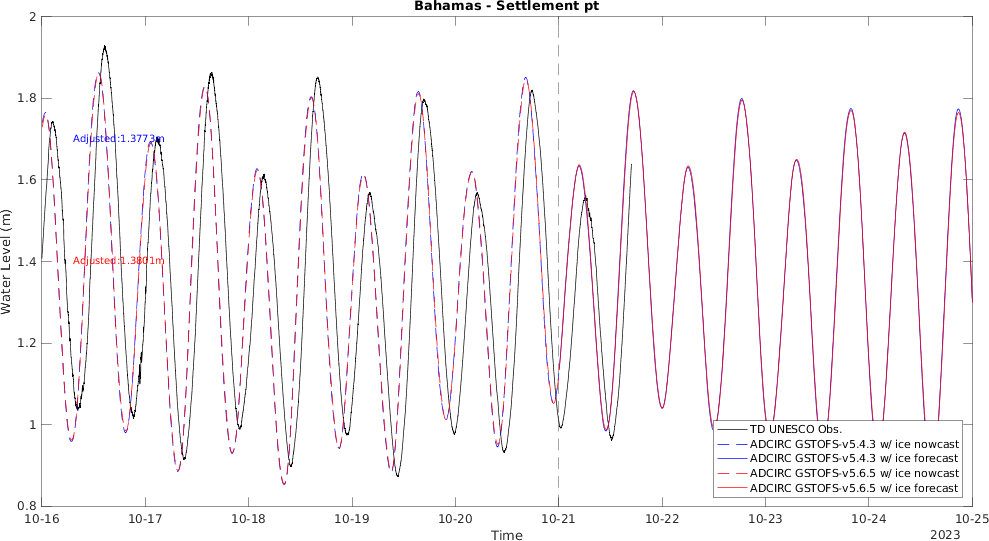 Bahamas - Settlement pt
2
1.8
1.6
1.4
1.2
1
0.8
Water Level (m)
Adjusted:1.3773m
Adjusted:1.3801m
TD UNESCO Obs.
ADCIRC GSTOFS-v5.4.3 w/ ice nowcast
ADCIRC GSTOFS-v5.4.3 w/ ice forecast
ADCIRC GSTOFS-v5.6.5 w/ ice nowcast
ADCIRC GSTOFS-v5.6.5 w/ ice forecast
10-16 10-17 10-18 10-19 10-20 10-21 10-22 10-23 10-24 10-25
Time
2023